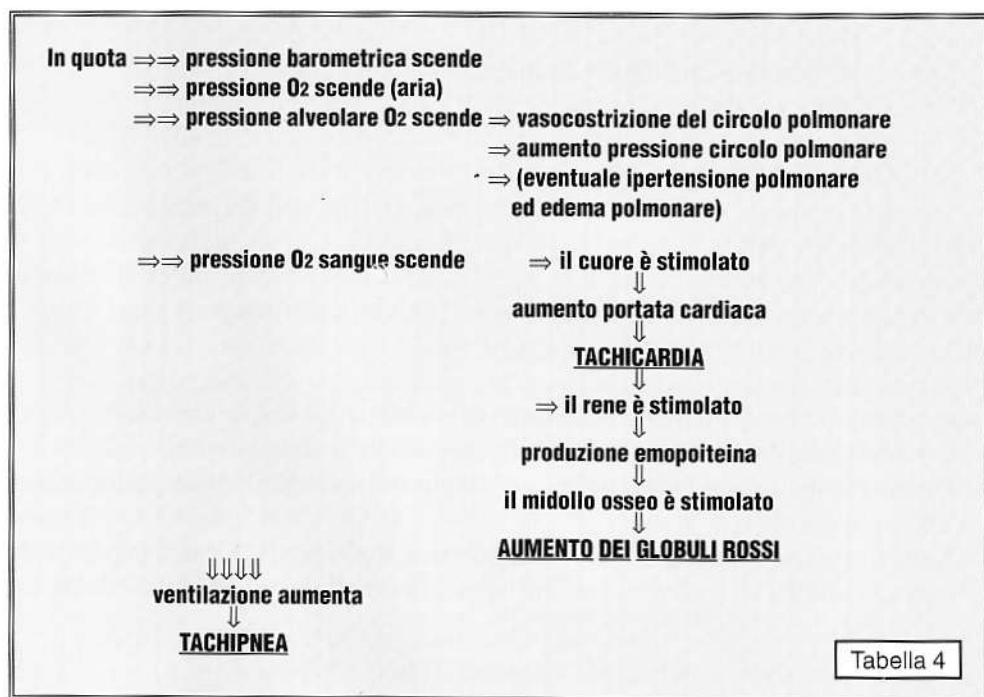 In quota ⇒⇒ pressione barometrica scende
⇒⇒ pressione O2 scende (aria)
⇒⇒ pressione alveolare O2 scende ⇒ vasocostrizione del circolo polmonare
⇒ aumento pressione circolo polmonare
⇒ (eventuale ipertensione polmonare
ed edema polmonare)
⇒⇒ pressione O2 sangue scende ⇒ il cuore è stimolato
⇓
aumento portata cardiaca
⇓
TACHICARDIA
⇓
⇒ il rene è stimolato
⇓
produzione emopoiteina
⇓
il midollo osseo è stimolato
⇓
AUMENTO DEI GLOBULI ROSSI
⇓⇓⇓⇓
ventilazione aumenta
⇓
TACHIPNEA
Tabella 4